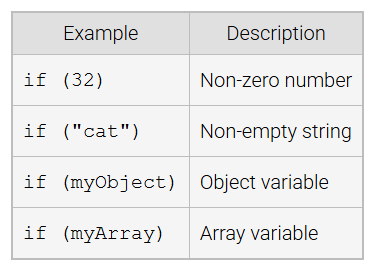 Example Description
if (32) Non-zero number
if ("cat") Non-empty string
if (myObject) Object variable
if (myArray) Array variable